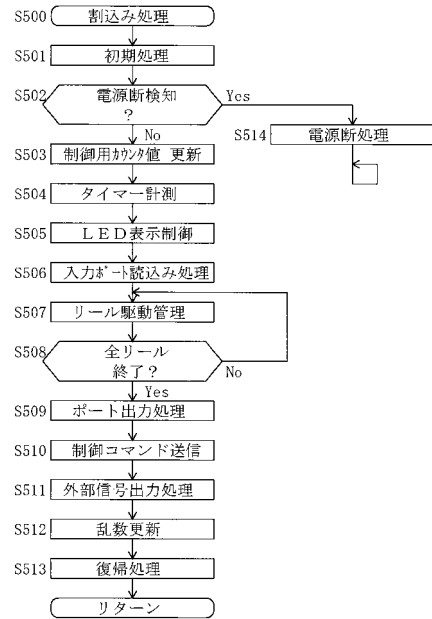 S500 割込み処理
S501 初期処理
S502 電源断検知
?
Yes
No
S514 電源断処理
S503 制御用ｶｳﾝﾀ値 更新
S504 タイマー計測
S505 ＬＥＤ表示制御
S506 入力ﾎﾟｰﾄ読込み処理
S507 リール駆動管理
S508 全リール
終了?
No
Yes
S509 ポート出力処理
S510 制御コマンド送信
S511 外部信号出力処理
S512 乱数更新
S513 復帰処理
リターン